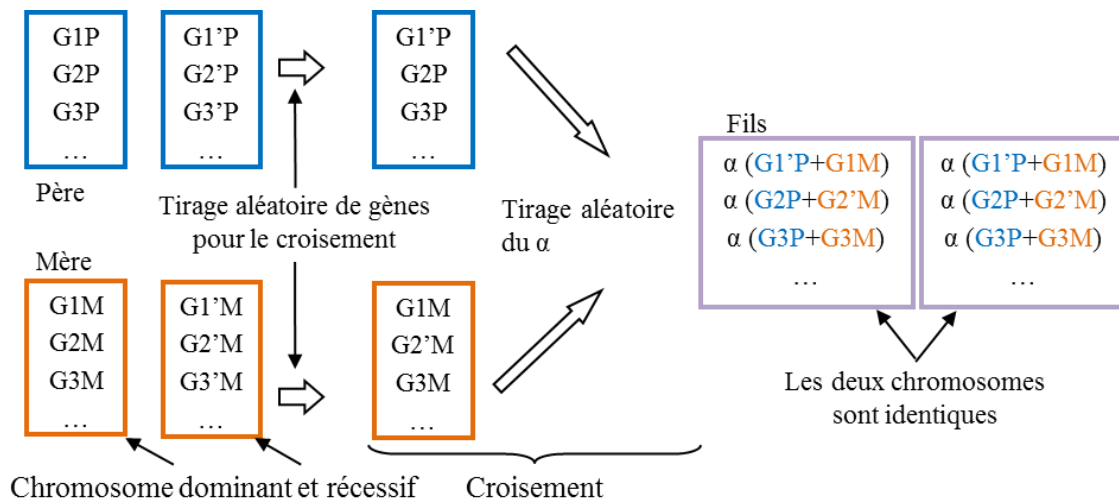 G1P
G2P
G3P
…
G1’P
G2’P
G3’P
…
G1’P
G2P
G3P
…
Père
Tirage aléatoire de gènes
pour le croisement
Tirage aléatoire
du α
Fils
α (G1’P+G1M)
α (G2P+G2’M)
α (G3P+G3M)
…
α (G1’P+G1M)
α (G2P+G2’M)
α (G3P+G3M)
…
Mère
G1M
G2M
G3M
…
G1’M
G2’M
G3’M
…
G1M
G2’M
G3M
…
Les deux chromosomes
sont identiques
Chromosome dominant et récessif
Croisement